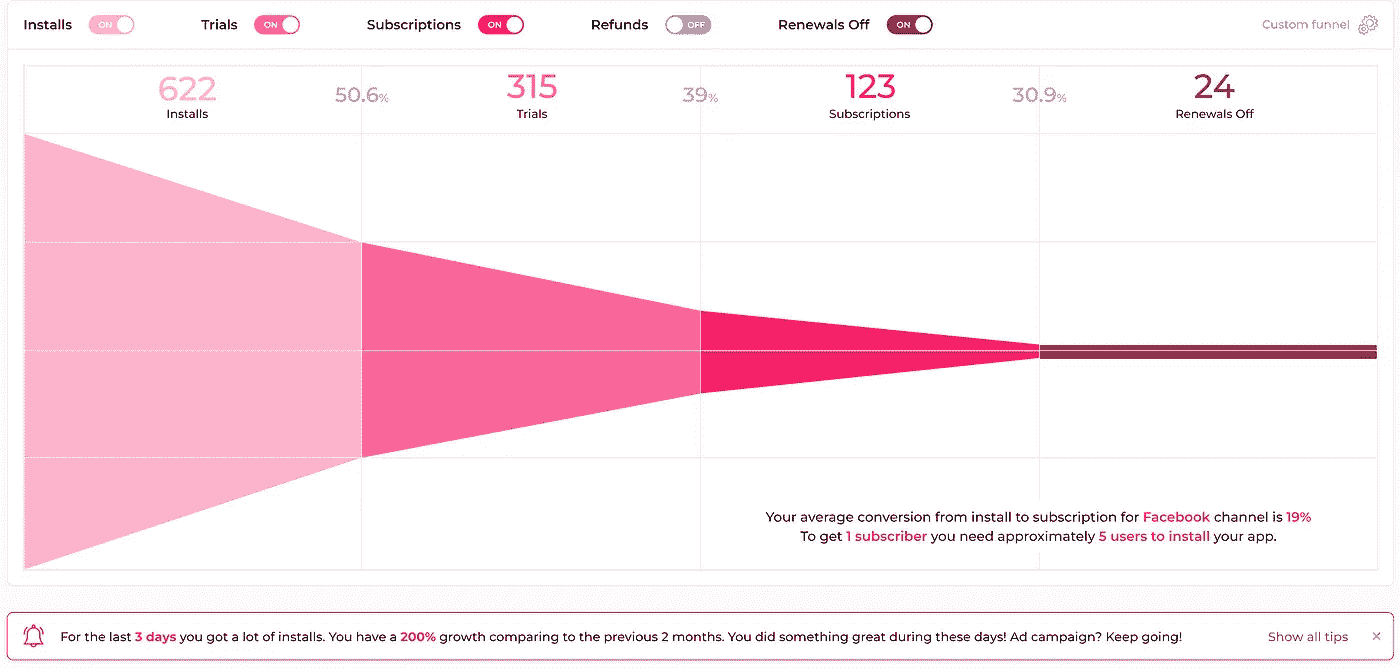 Installs ON Trials ON Subscriptions ON Refunds OFF Renewals Off ON Custom funnel
622 50.6% 315 39% 123 30.9% 24
Installs Trials Subscriptions Renewals Off
Your average conversion from install to subscription for Facebook channel is 19%
To get 1 subscriber you need approximately 5 users to install your app.
For the last 3 days you got a lot of installs. You have a 200% growth comparing to the previous 2 months. You did something great during these days! Ad campaign? Keep going! Show all tips ×